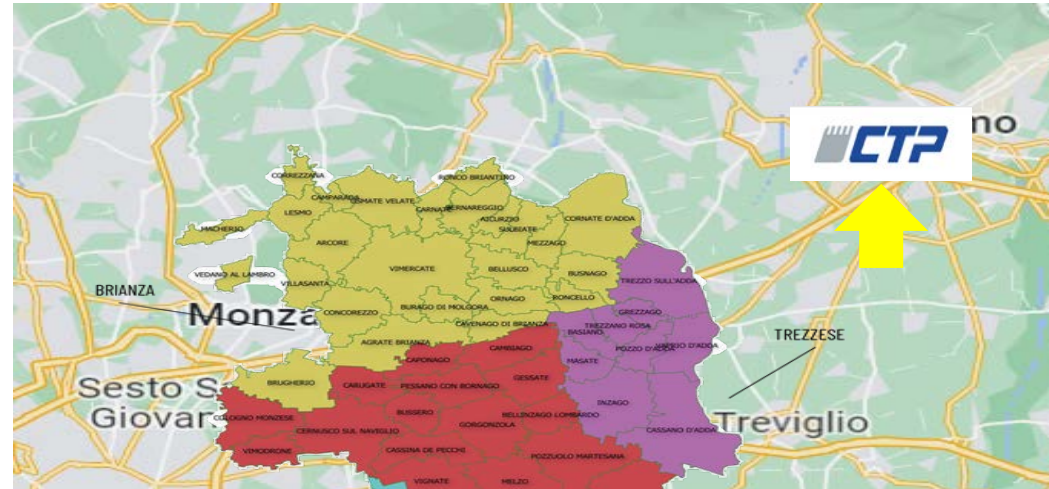 CTP
no
CORREZZANA
RONCO BRIANTINO
CAMPARADA
USMATE VELATE
CARNATE
BERNAREGGIO
LESMO
AICURZIO
CORNATE D'ADDA
MACHERIO
SULBIATE
ARCORE
MEZZAGO
VEDANO AL LAMBRO
VIMERCATE
BELLUSCO
BUSNAGO
TREZZO SULL'ADDA
BRIANZA
VILLASANTA
ORNAGO
RONCELLO
BURAGO DI MOLGORA
GREZZAGO
Monza
CONCOREZZO
CAVENAGO DI BRIANZA
TREZZANO ROSA
BASIANO
TREZZESE
AGRATE BRIANZA
CAMBIAGO
POZZO D'ADDA
CAPONAGO
MASATE
GESSATE
BRUGHERIO
CARUGATE
PESSANO CON BORNAGO
Sesto S
INZAGO
Giovan
COLOGNO MONZESE
BUSSERO
BELLINZAGO LOMBARDO
Treviglio
GORGONZOLA
CERNUSCO SUL NAVIGLIO
CASSANO D'ADDA
VIMODRONE
CASSINA DE PECCHI
POZZUOLO MARTESANA
VIGNATE
MELZO